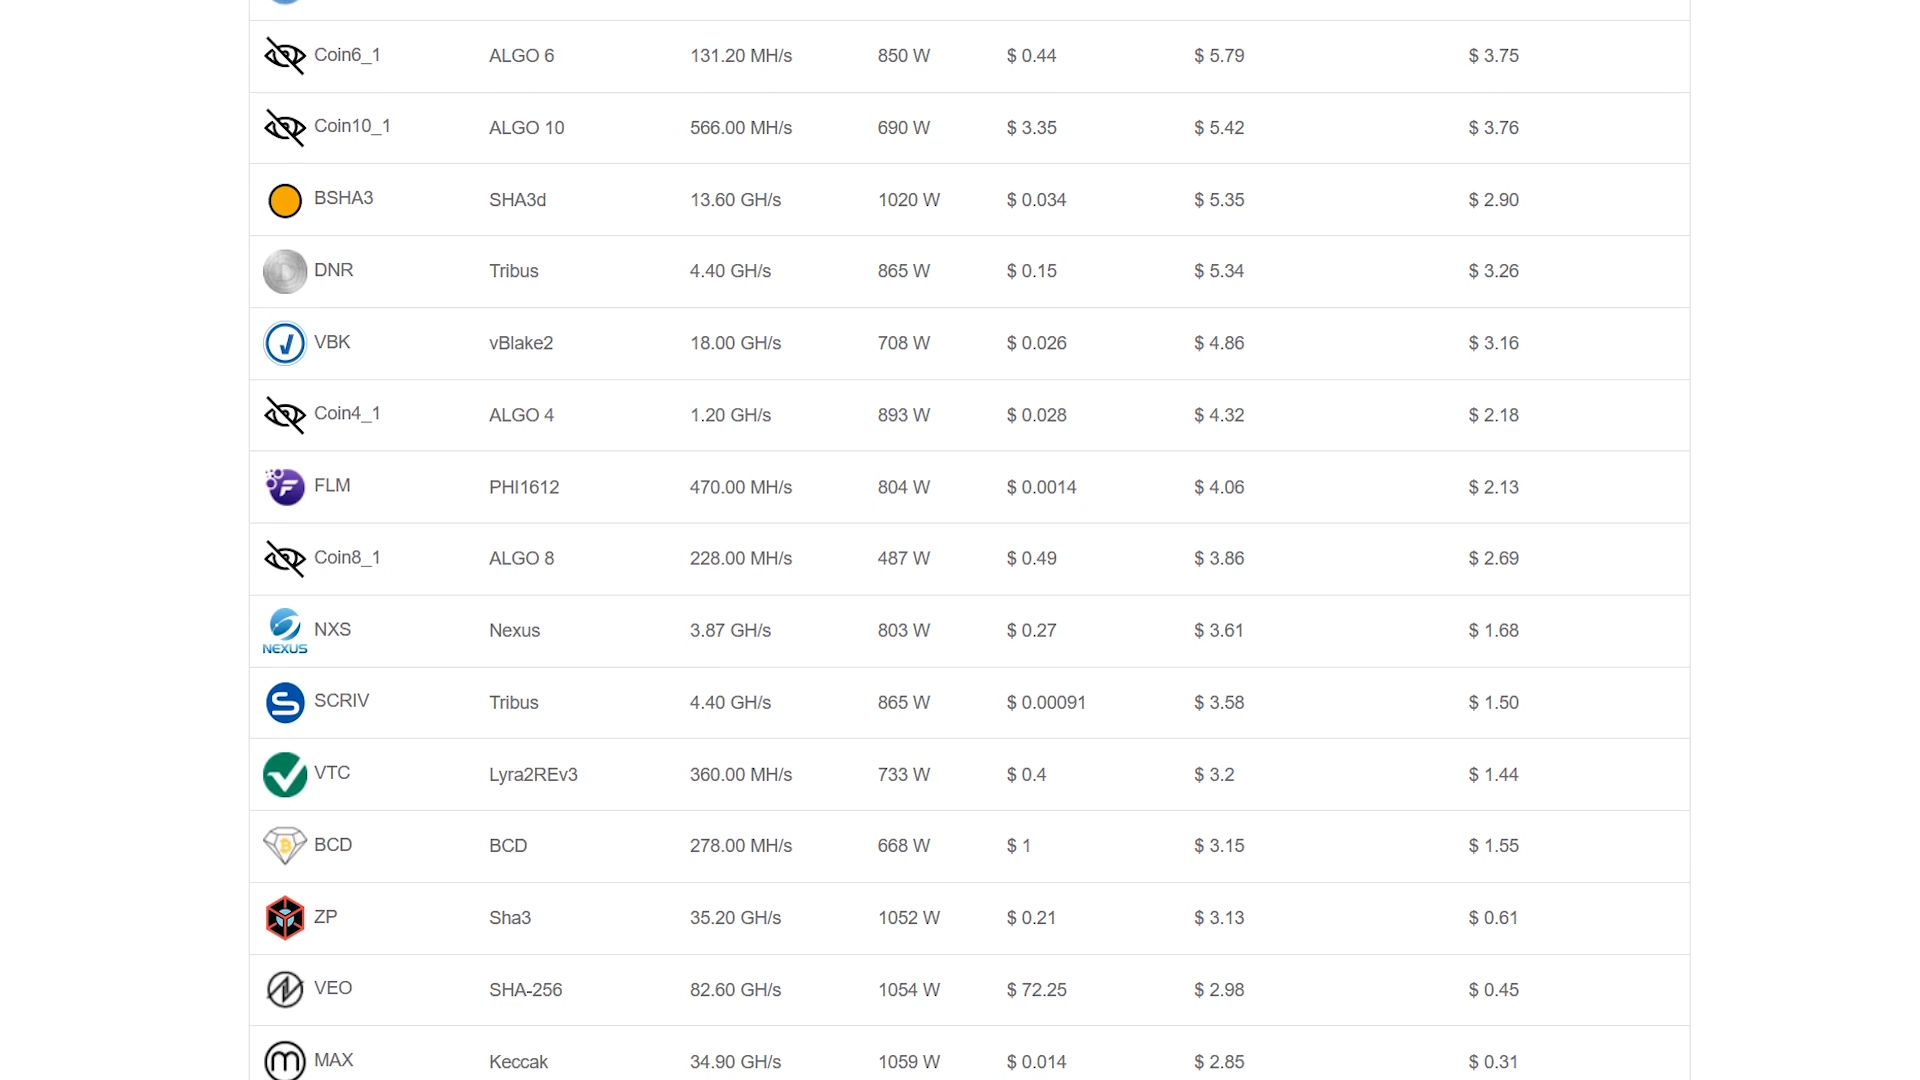 Coin6_1 ALGO 6 131.20 MH/s 850 W $ 0.44 $ 5.79 $ 3.75
Coin10_1 ALGO 10 566.00 MH/s 690 W $ 3.35 $ 5.42 $ 3.76
BSHA3 SHA3d 13.60 GH/s 1020 W $ 0.034 $ 5.35 $ 2.90
DNR Tribus 4.40 GH/s 865 W $ 0.15 $ 5.34 $ 3.26
VBK vBlake2 18.00 GH/s 708 W $ 0.026 $ 4.86 $ 3.16
Coin4_1 ALGO 4 1.20 GH/s 893 W $ 0.028 $ 4.32 $ 2.18
FLM PHI1612 470.00 MH/s 804 W $ 0.0014 $ 4.06 $ 2.13
Coin8_1 ALGO 8 228.00 MH/s 487 W $ 0.49 $ 3.86 $ 2.69
NXS Nexus 3.87 GH/s 803 W $ 0.27 $ 3.61 $ 1.68
NEXUS
SCRIV Tribus 4.40 GH/s 865 W $ 0.00091 $ 3.58 $ 1.50
VTC Lyra2REv3 360.00 MH/s 733 W $ 0.4 $ 3.2 $ 1.44
BCD BCD 278.00 MH/s 668 W $ 1 $ 3.15 $ 1.55
ZP Sha3 35.20 GH/s 1052 W $ 0.21 $ 3.13 $ 0.61
VEO SHA-256 82.60 GH/s 1054 W $ 72.25 $ 2.98 $ 0.45
MAX Keccak 34.90 GH/s 1059 W $ 0.014 $ 2.85 $ 0.31